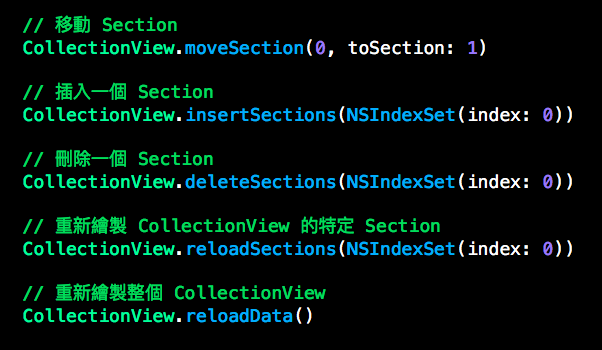 // 移動 Section
CollectionView.moveSection(0, toSection: 1)
// 插入一個 Section
CollectionView.insertSections(NSIndexSet(index: 0))
// 刪除一個 Section
CollectionView.deleteSections(NSIndexSet(index: 0))
// 重新繪製 CollectionView 的特定 Section
CollectionView.reloadSections(NSIndexSet(index: 0))
// 重新繪製整個 CollectionView
CollectionView.reloadData()